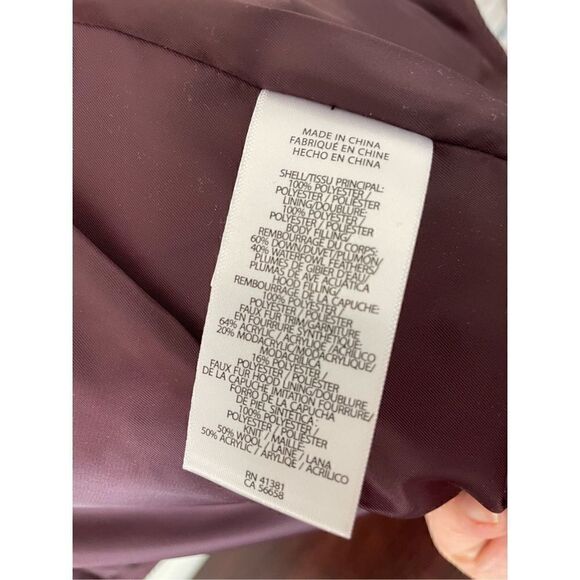 MADE IN CHINA
FABRIQUÉ EN CHINE
HECHO EN CHINA
SHELL/TISSU PRINCIPAL:
100% POLYESTER /
POLYESTER / POLIÉSTER
LINING/DOUBLURE:
100% POLYESTER /
POLYESTER / POLIÉSTER
BODY FILLING/
REMBOURRAGE DU CORPS:
60% DOWN/DUVET/PLUMON/
40% WATERFOWL FEATHERS/
PLUMES DE GIBIER D'EAU/
PLUMAS DE AVE ACUÁTICA
HOOD FILLING/
REMBOURRAGE DE LA CAPUCHE:
100% POLYESTER /
POLYESTER / POLIÉSTER
FAUX FUR TRIM/GARNITURE
EN FOURRURE SYNTHÉTIQUE:
64% ACRYLIC / ACRYLIQE / ACRÍLICO
20% MODACRYLIC/MODACRYLIQUE/
MODACRÍLICA
16% POLYESTER /
POLYESTER / POLIÉSTER
FAUX FUR HOOD LINING/DOUBLURE
DE LA CAPUCHE IMITATION FOURRURE/
FORRO DE LA CAPUCHA
DE PIEL SINTÉTICA :
100% POLYESTER /
POLYESTER / POLIÉSTER
KNIT / MAILLE:
50% WOOL / LAINE / LANA
50% ACRYLIC / ARYLIQE / ACRÍLICO
RN 41381
CA 56658